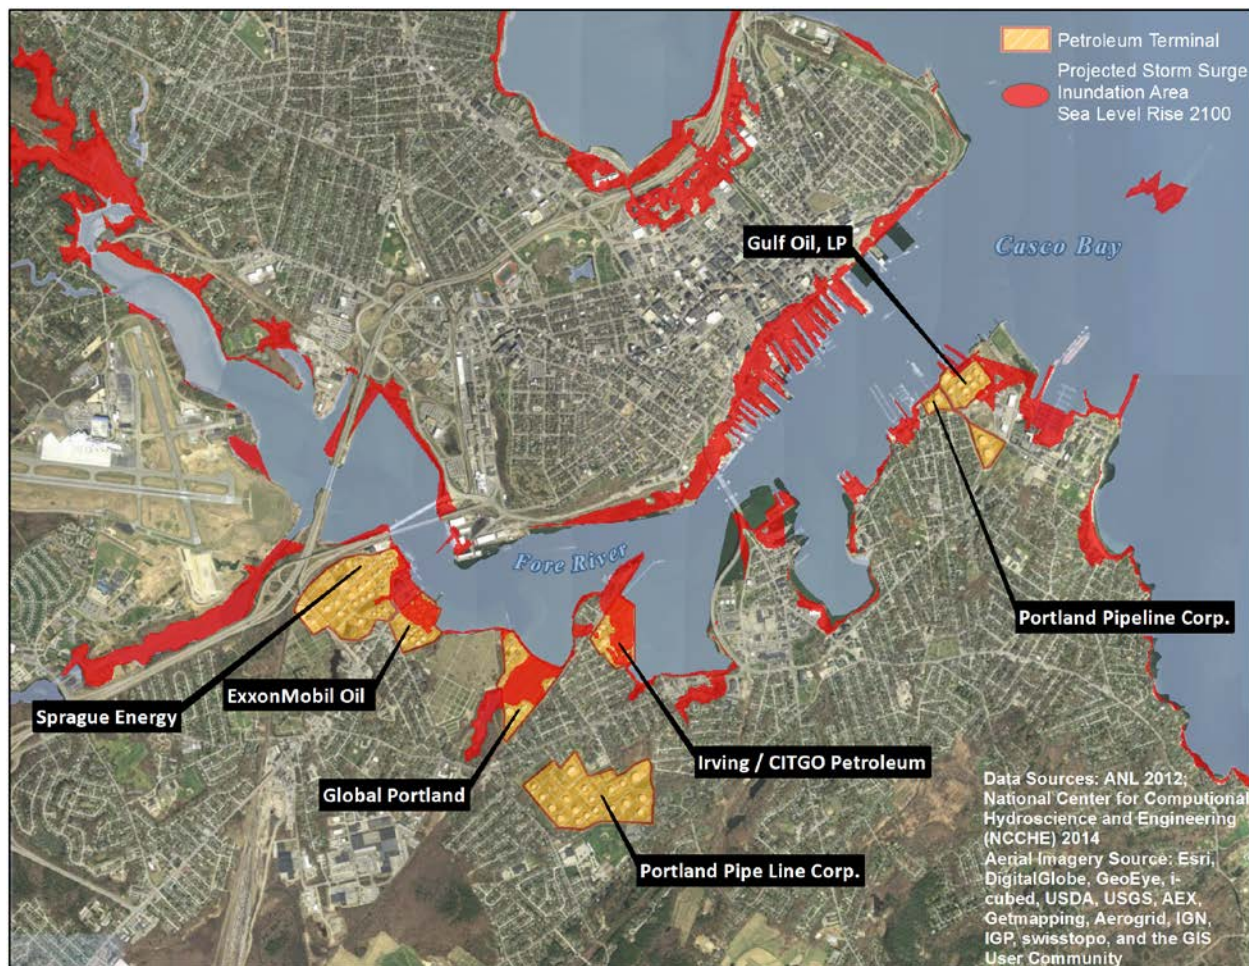 Petroleum Terminal
Projected Storm Surge
Inundation Area
Sea Level Rise 2100
Gulf Oil, LP
Casco Bay
Fore River
Portland Pipeline Corp.
ExxonMobil Oil
Sprague Energy
Irving / CITGO Petroleum
Global Portland
Portland Pipe Line Corp.
Data Sources: ANL 2012;
National Center for Computional
Hydroscience and Engineering
(NCCHE) 2014
Aerial Imagery Source: Esri,
DigitalGlobe, GeoEye, i-
cubed, USDA, USGS, AEX,
Getmapping, Aerogrid, IGN,
IGP, swisstopo, and the GIS
User Community